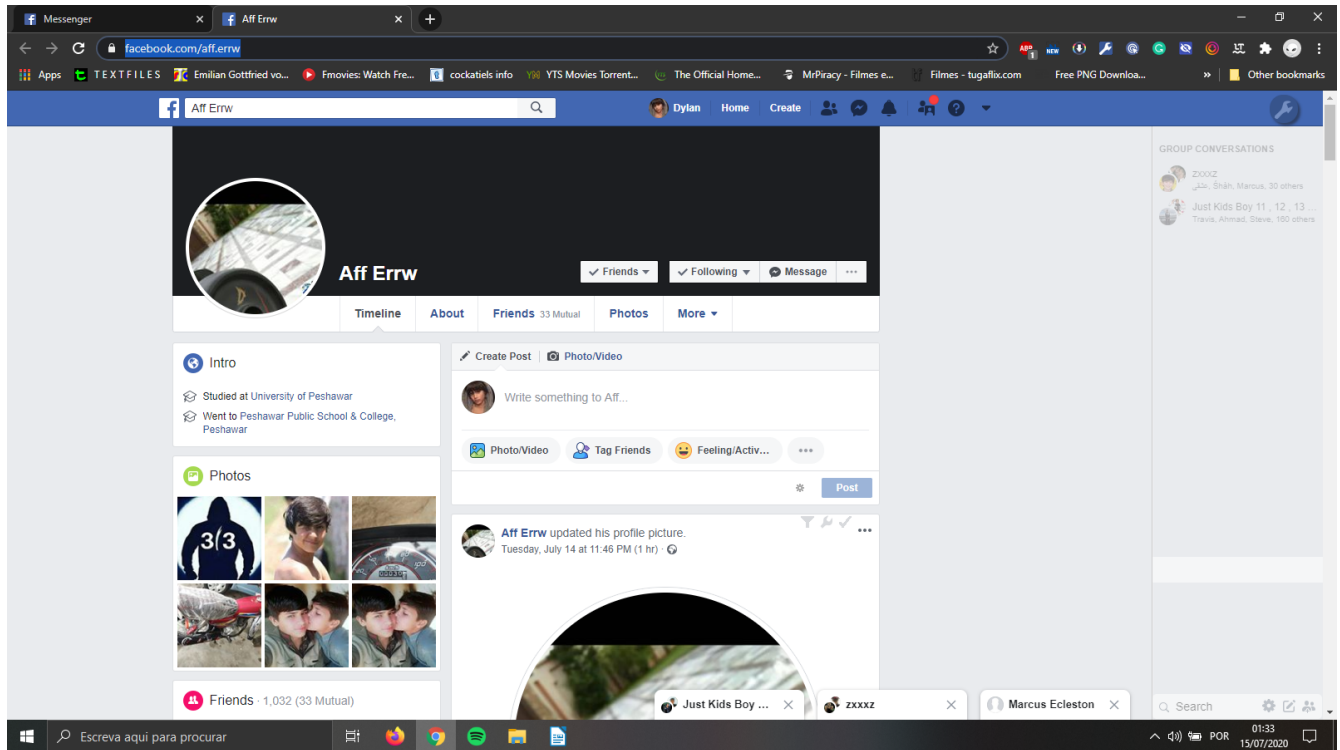 Messenger
Aff Errw
facebook.com/aff.errw
Apps
TEXTFILES
Emilian Gottfried vo...
Fmovies: Watch Fre...
cockatiels info
YTS Movies Torrent...
The Official Home...
MrPiracy - Filmes e...
Filmes - tugaflix.com
Free PNG Downloa...
Other bookmarks
Aff Errw
Dylan
Home
Create
Aff Errw
Friends
Following
Message
Timeline
About
Friends 33 Mutual
Photos
More
Intro
Studied at University of Peshawar
Went to Peshawar Public School & College,
Peshawar
Photos
3(3
Friends · 1,032 (33 Mutual)
Create Post
Photo/Video
Write something to Aff...
Photo/Video
Tag Friends
Feeling/Activ...
Post
Aff Errw updated his profile picture.
Tuesday, July 14 at 11:46 PM (1 hr) ·
GROUP CONVERSATIONS
zxxxz
Shân, Marcus, 30 others
Just Kids Boy 11 , 12 , 13 ...
Travis, Ahmad, Steve, 160 others
Just Kids Boy ...
zxxxz
Marcus Ecleston
Search
Escreva aqui para procurar
POR
01:33
15/07/2020